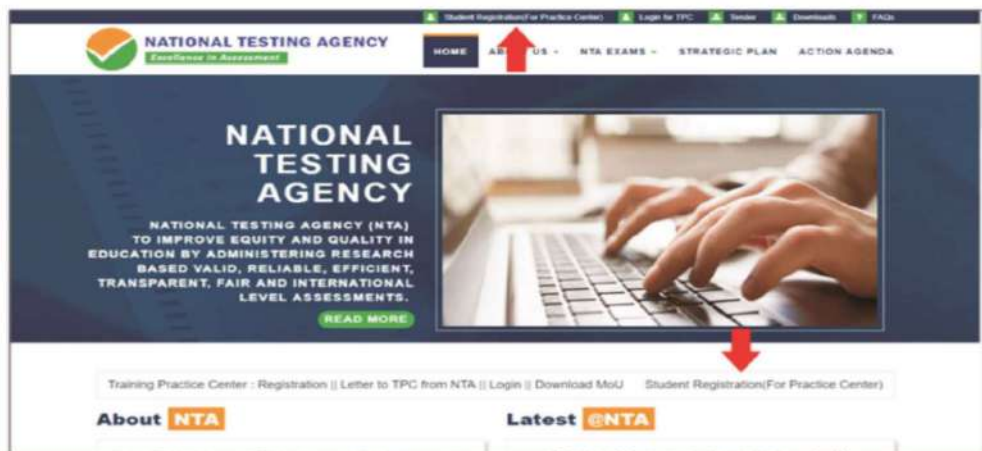 Student Registration(For Practice Center) Login for TPC Tender Downloads FAQs
NATIONAL TESTING AGENCY
Excellence in Assessment
HOME US NTA EXAMS STRATEGIC PLAN ACTION AGENDA
NATIONAL
TESTING
AGENCY
NATIONAL TESTING AGENCY (NTA)
TO IMPROVE EQUITY AND QUALITY IN
EDUCATION BY ADMINISTERING RESEARCH
BASED VALID, RELIABLE, EFFICIENT,
TRANSPARENT, FAIR AND INTERNATIONAL
LEVEL ASSESSMENTS.
READ MORE
Training Practice Center : Registration || Letter to TPC from NTA || Login || Download MoU Student Registration(For Practice Center)
About NTA
Latest @NTA